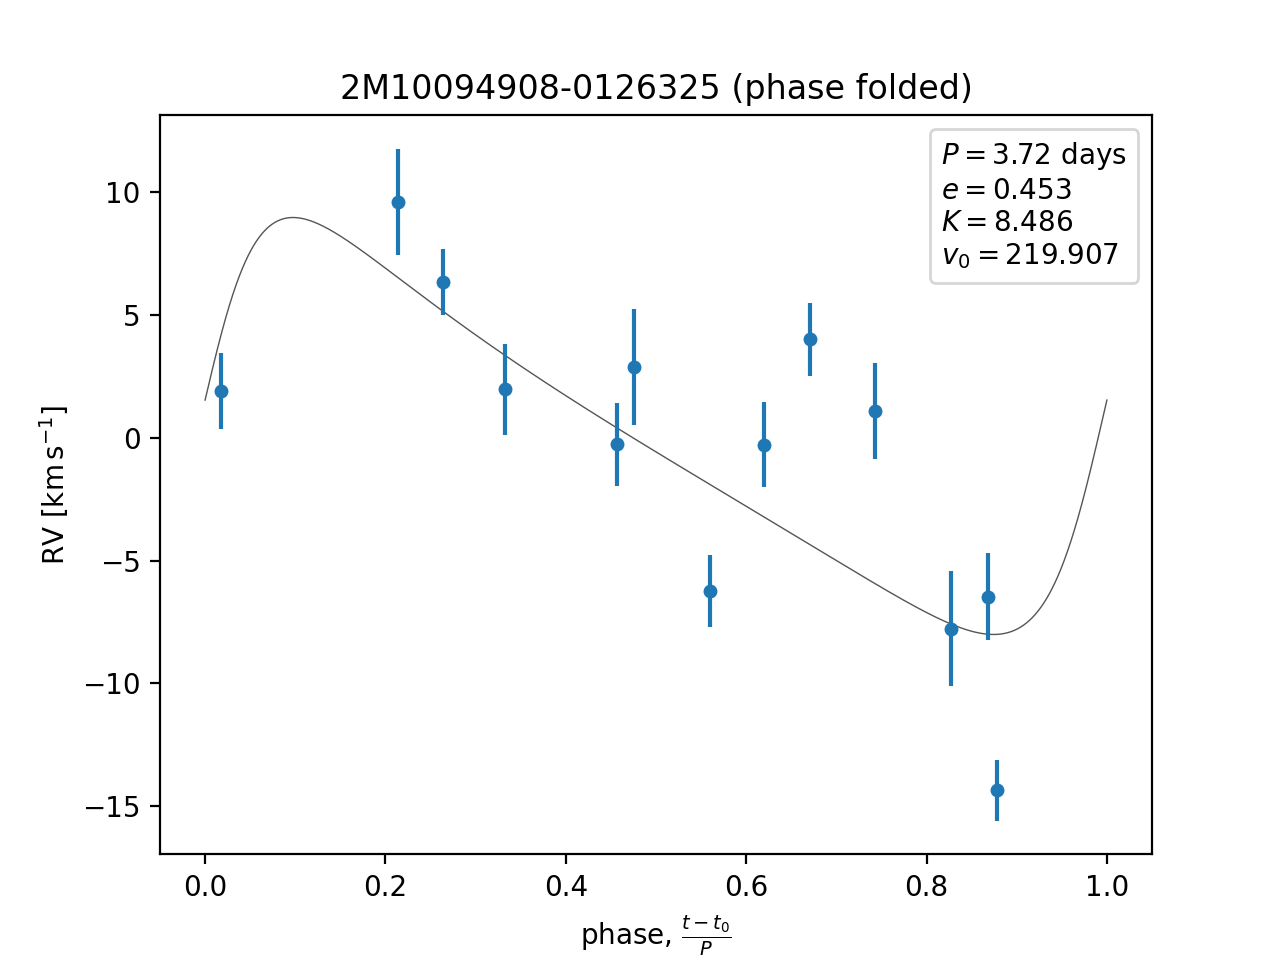 2M10094908-0126325 (phase folded)
P = 3.72 days
e = 0.453
K = 8.486
v₀ = 219.907
RV [km s⁻¹]
10
5
0
−5
−10
−15
0.0 0.2 0.4 0.6 0.8 1.0
phase, (t − t₀)/P